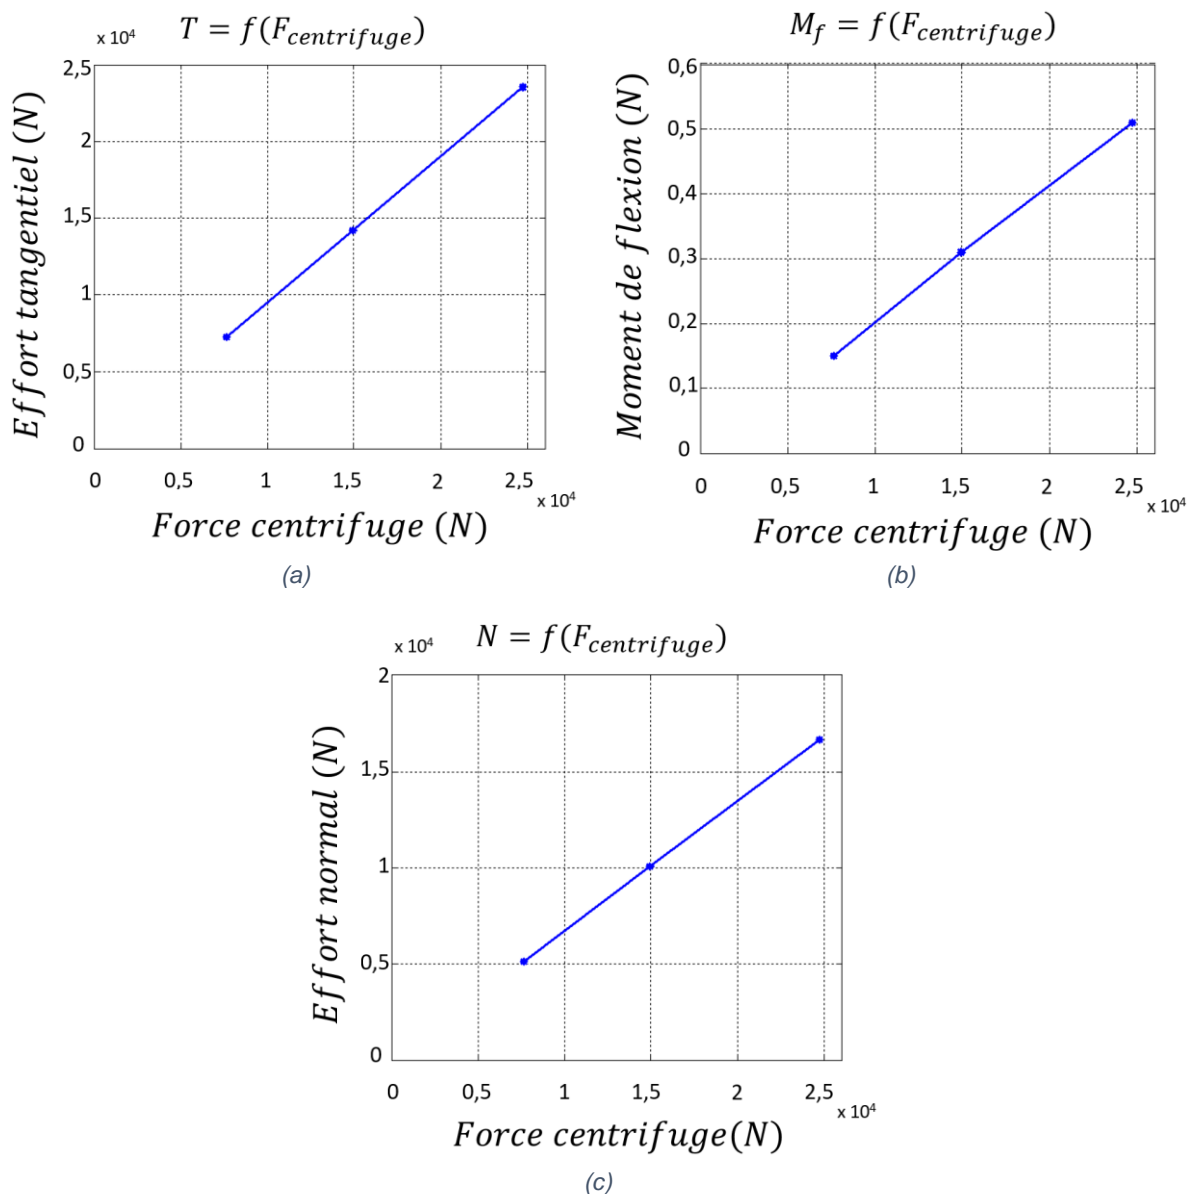 x 10⁴ T = f(F_centrifuge)
2,5
2
1,5
1
0,5
0
Effort tangentiel (N)
0 0,5 1 1,5 2 2,5
x 10⁴
Force centrifuge (N)
(a)
M_f = f(F_centrifuge)
0,6
0,5
0,4
0,3
0,2
0,1
0
Moment de flexion (N)
0 0,5 1 1,5 2 2,5
x 10⁴
Force centrifuge (N)
(b)
x 10⁴ N = f(F_centrifuge)
2
1,5
1
0,5
0
Effort normal (N)
0 0,5 1 1,5 2 2,5
x 10⁴
Force centrifuge(N)
(c)